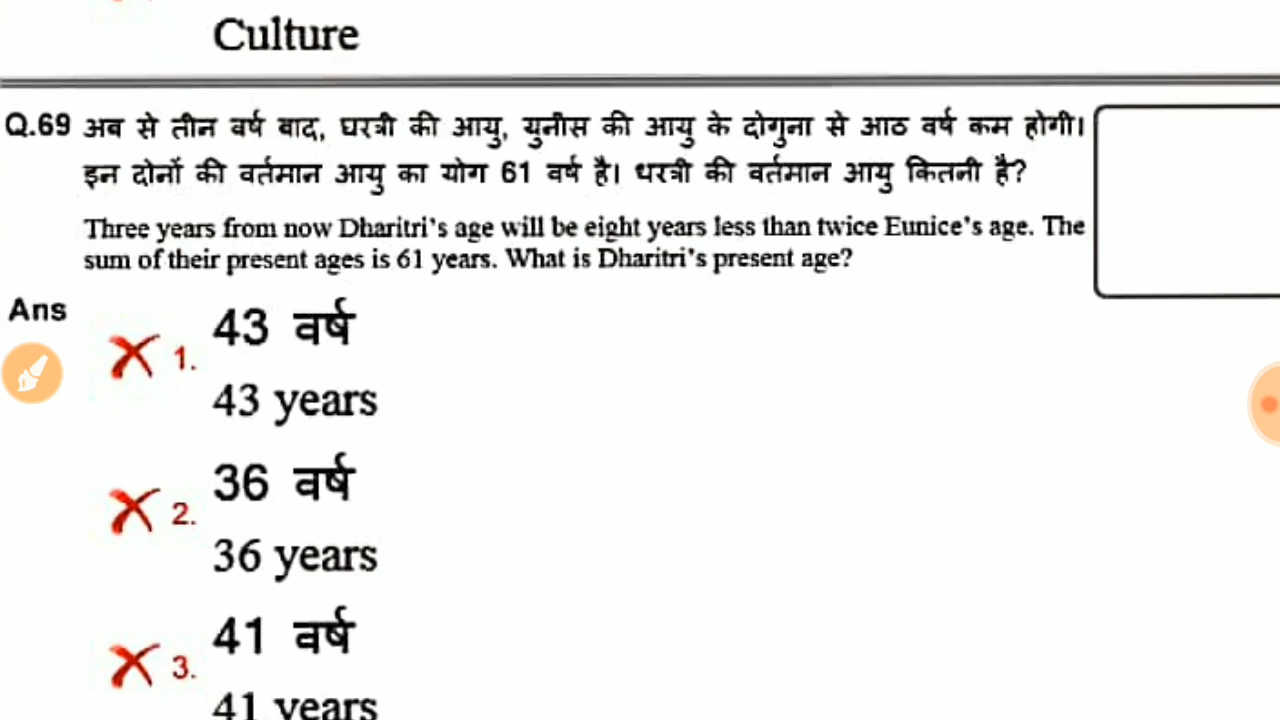 Culture
Q.69 अब से तीन वर्ष बाद, घरत्री की आयु, युनीस की आयु के दोगुना से आठ वर्ष कम होगी।
इन दोनों की वर्तमान आयु का योग 61 वर्ष है। धरत्री की वर्तमान आयु कितनी है?
Three years from now Dharitri's age will be eight years less than twice Eunice's age. The
sum of their present ages is 61 years. What is Dharitri's present age?
Ans
1. 43 वर्ष
43 years
2. 36 वर्ष
36 years
3. 41 वर्ष
41 years